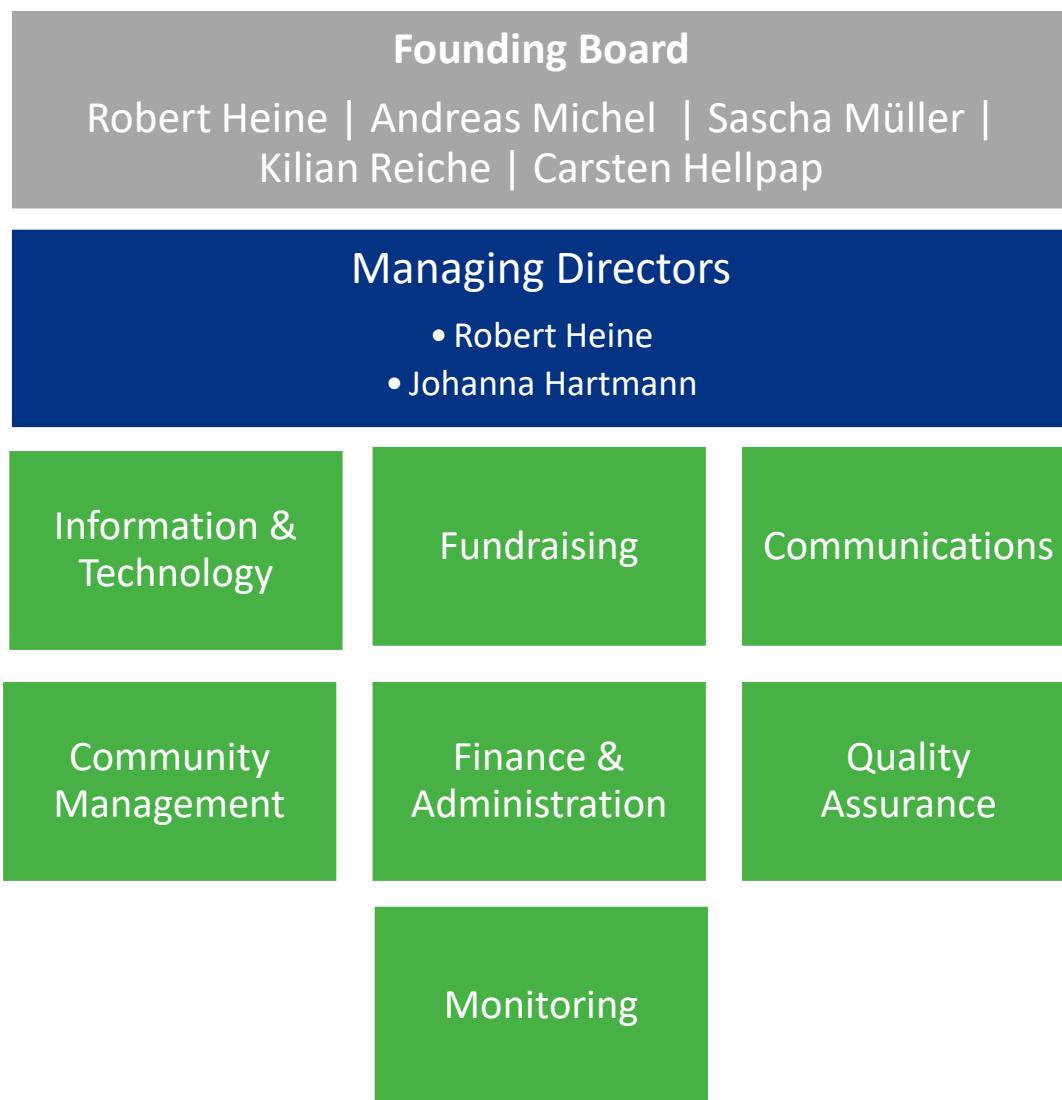 Founding Board
Robert Heine | Andreas Michel | Sascha Müller |
Kilian Reiche | Carsten Hellpap
Managing Directors
• Robert Heine
• Johanna Hartmann
Information &
Technology
Fundraising
Communications
Community
Management
Finance &
Administration
Quality
Assurance
Monitoring